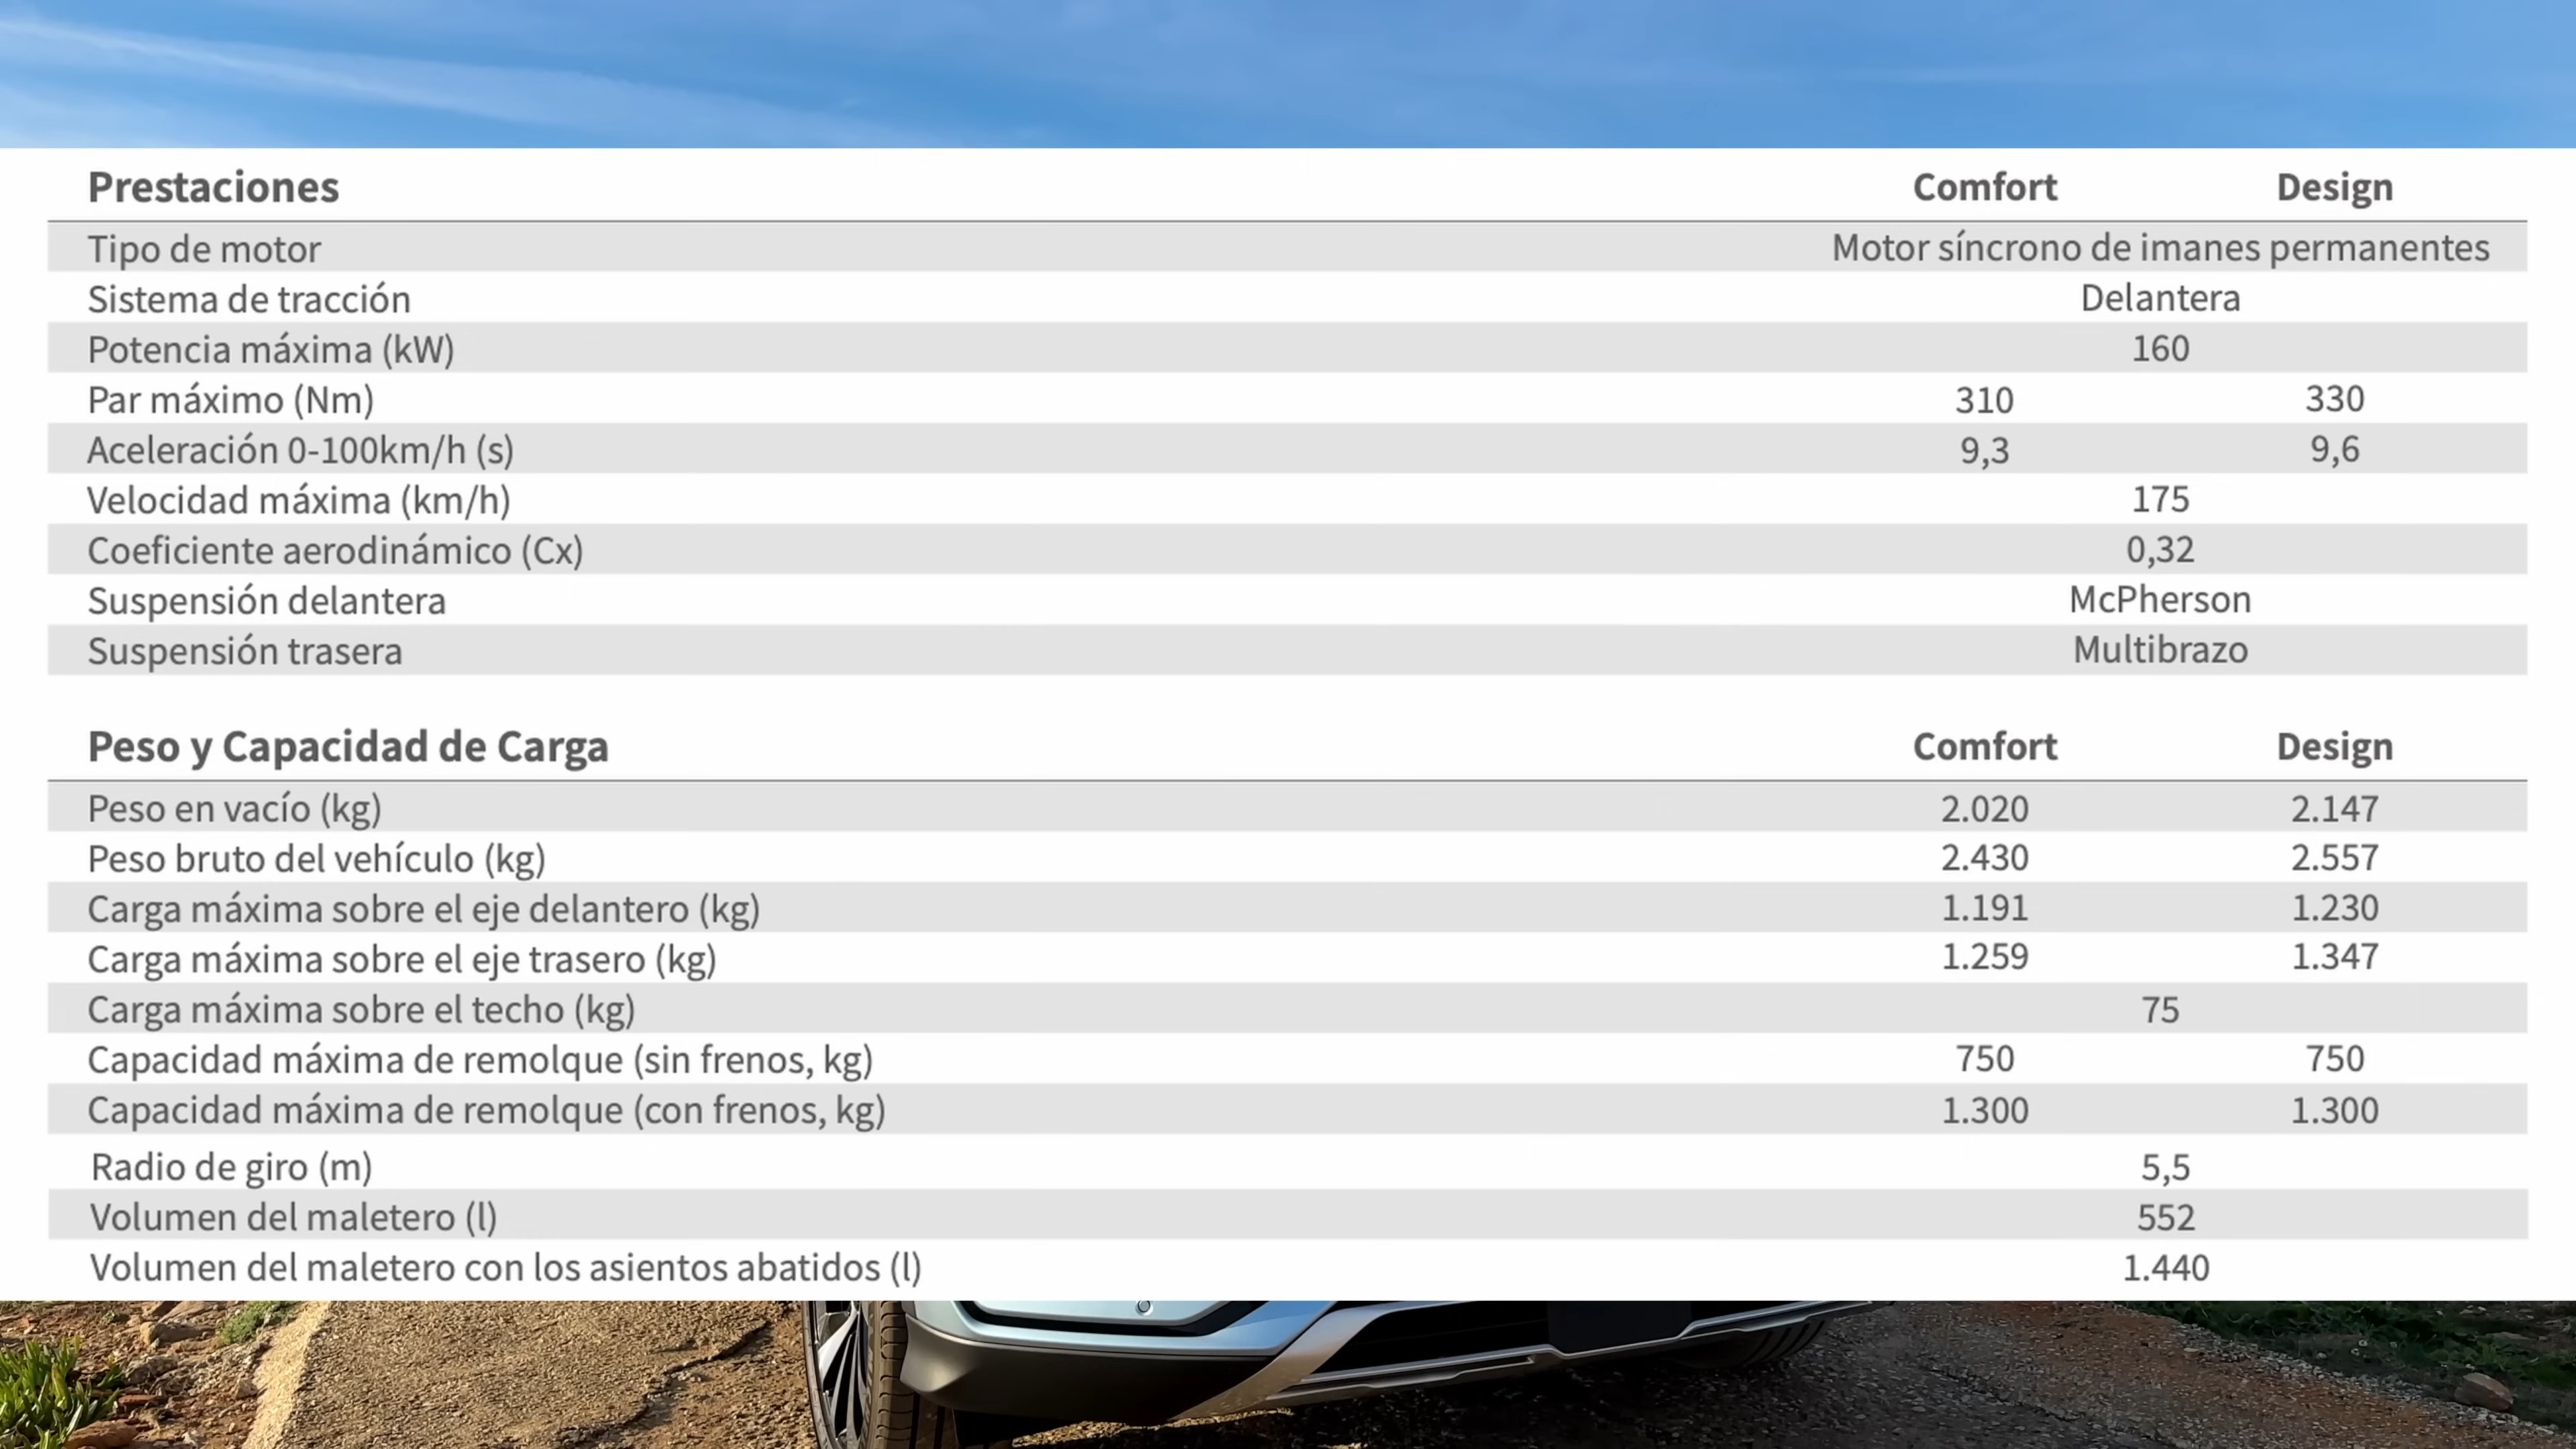 Prestaciones Comfort Design
Tipo de motor Motor síncrono de imanes permanentes
Sistema de tracción Delantera
Potencia máxima (kW) 160
Par máximo (Nm) 310 330
Aceleración 0-100km/h (s) 9,3 9,6
Velocidad máxima (km/h) 175
Coeficiente aerodinámico (Cx) 0,32
Suspensión delantera McPherson
Suspensión trasera Multibrazo
Peso y Capacidad de Carga Comfort Design
Peso en vacío (kg) 2.020 2.147
Peso bruto del vehículo (kg) 2.430 2.557
Carga máxima sobre el eje delantero (kg) 1.191 1.230
Carga máxima sobre el eje trasero (kg) 1.259 1.347
Carga máxima sobre el techo (kg) 75
Capacidad máxima de remolque (sin frenos, kg) 750 750
Capacidad máxima de remolque (con frenos, kg) 1.300 1.300
Radio de giro (m) 5,5
Volumen del maletero (l) 552
Volumen del maletero con los asientos abatidos (l) 1.440